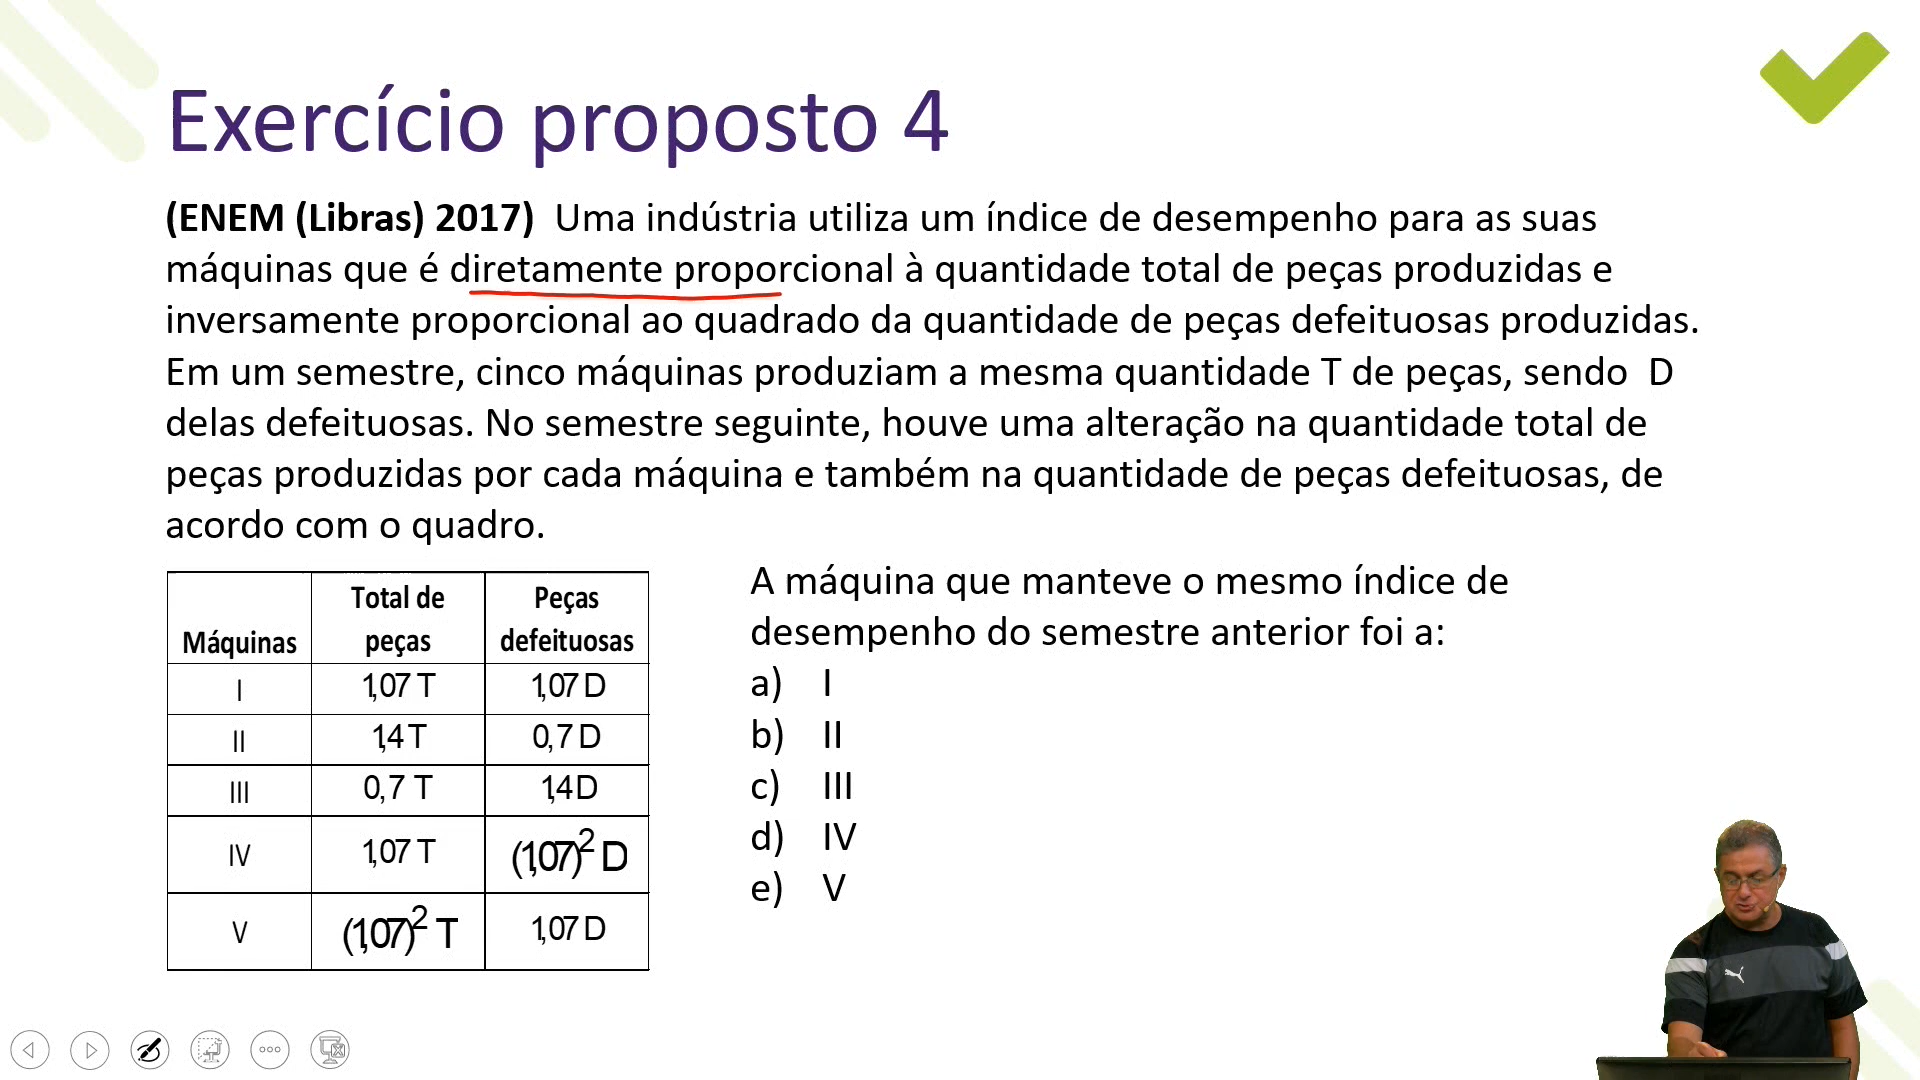 Exercício proposto 4
(ENEM (Libras) 2017) Uma indústria utiliza um índice de desempenho para as suas
máquinas que é diretamente proporcional à quantidade total de peças produzidas e
inversamente proporcional ao quadrado da quantidade de peças defeituosas produzidas.
Em um semestre, cinco máquinas produziam a mesma quantidade T de peças, sendo D
delas defeituosas. No semestre seguinte, houve uma alteração na quantidade total de
peças produzidas por cada máquina e também na quantidade de peças defeituosas, de
acordo com o quadro.
Máquinas Total de peças Peças defeituosas
I 1,07 T 1,07 D
II 1,4 T 0,7 D
III 0,7 T 1,4 D
IV 1,07 T (1,07)² D
V (1,07)² T 1,07 D
A máquina que manteve o mesmo índice de
desempenho do semestre anterior foi a:
a) I
b) II
c) III
d) IV
e) V